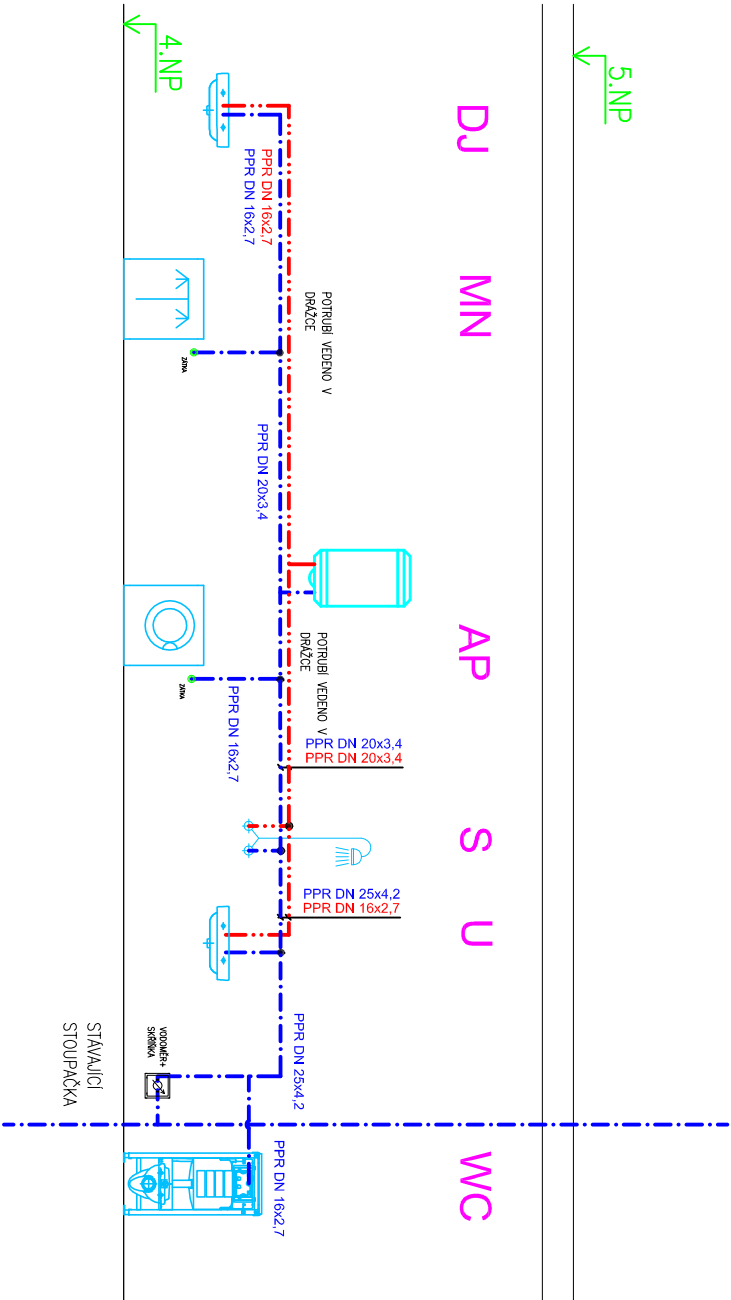 5.NP
4.NP
DJ
MN
AP
S
U
WC
PPR DN 16x2,7
PPR DN 16x2,7
POTRUBÍ VEDENO V
DRÁŽCE
ZÁTKA
PPR DN 20x3,4
POTRUBÍ VEDENO V
DRÁŽCE
ZÁTKA
PPR DN 16x2,7
PPR DN 20x3,4
PPR DN 20x3,4
PPR DN 25x4,2
PPR DN 16x2,7
PPR DN 25x4,2
VODOMĚR+
SKŘÍŇKA
STÁVAJÍCÍ
STOUPAČKA
PPR DN 16x2,7